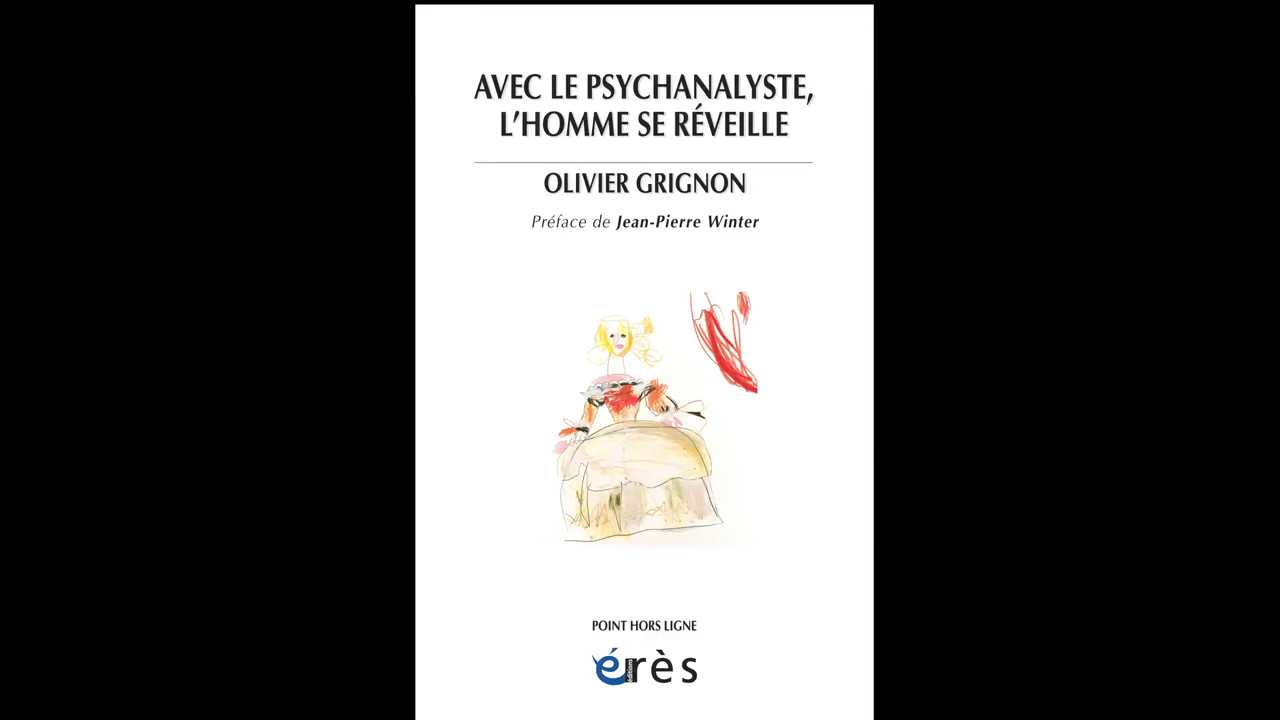 AVEC LE PSYCHANALYSTE,
L'HOMME SE RÉVEILLE
OLIVIER GRIGNON
Préface de Jean-Pierre Winter
POINT HORS LIGNE
érès